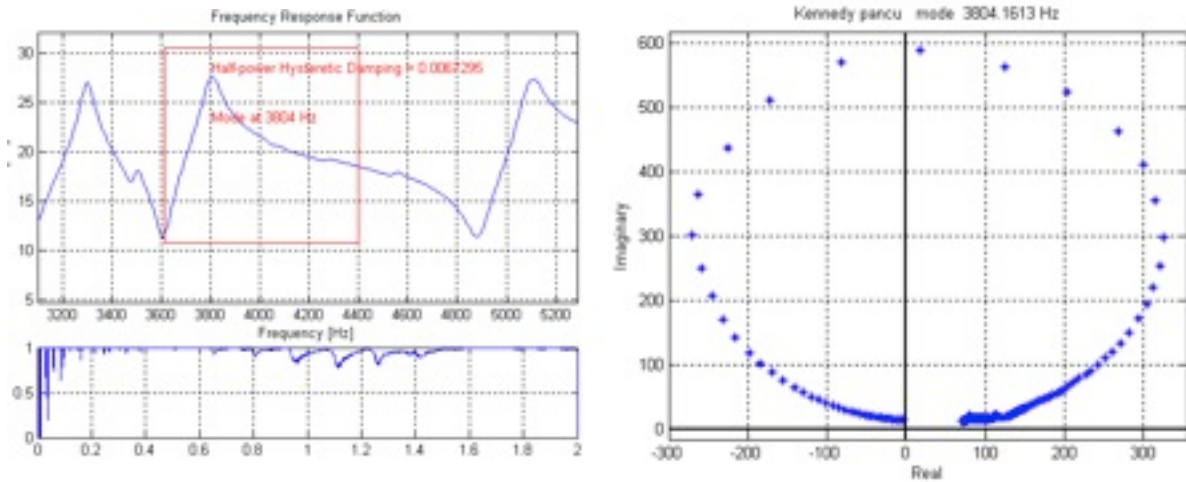 Frequency Response Function
30
25
20
15
10
5
Half-power Hysteretic Damping = 0.0067295
Mode at 3804 Hz
3200 3400 3600 3800 4000 4200 4400 4600 4800 5000 5200
Frequency [Hz]
1
0.5
0
0 0.2 0.4 0.6 0.8 1 1.2 1.4 1.6 1.8 2
Kennedy pancu mode 3804.1613 Hz
600
500
400
300
200
100
0
Imaginary
-300 -200 -100 0 100 200 300
Real